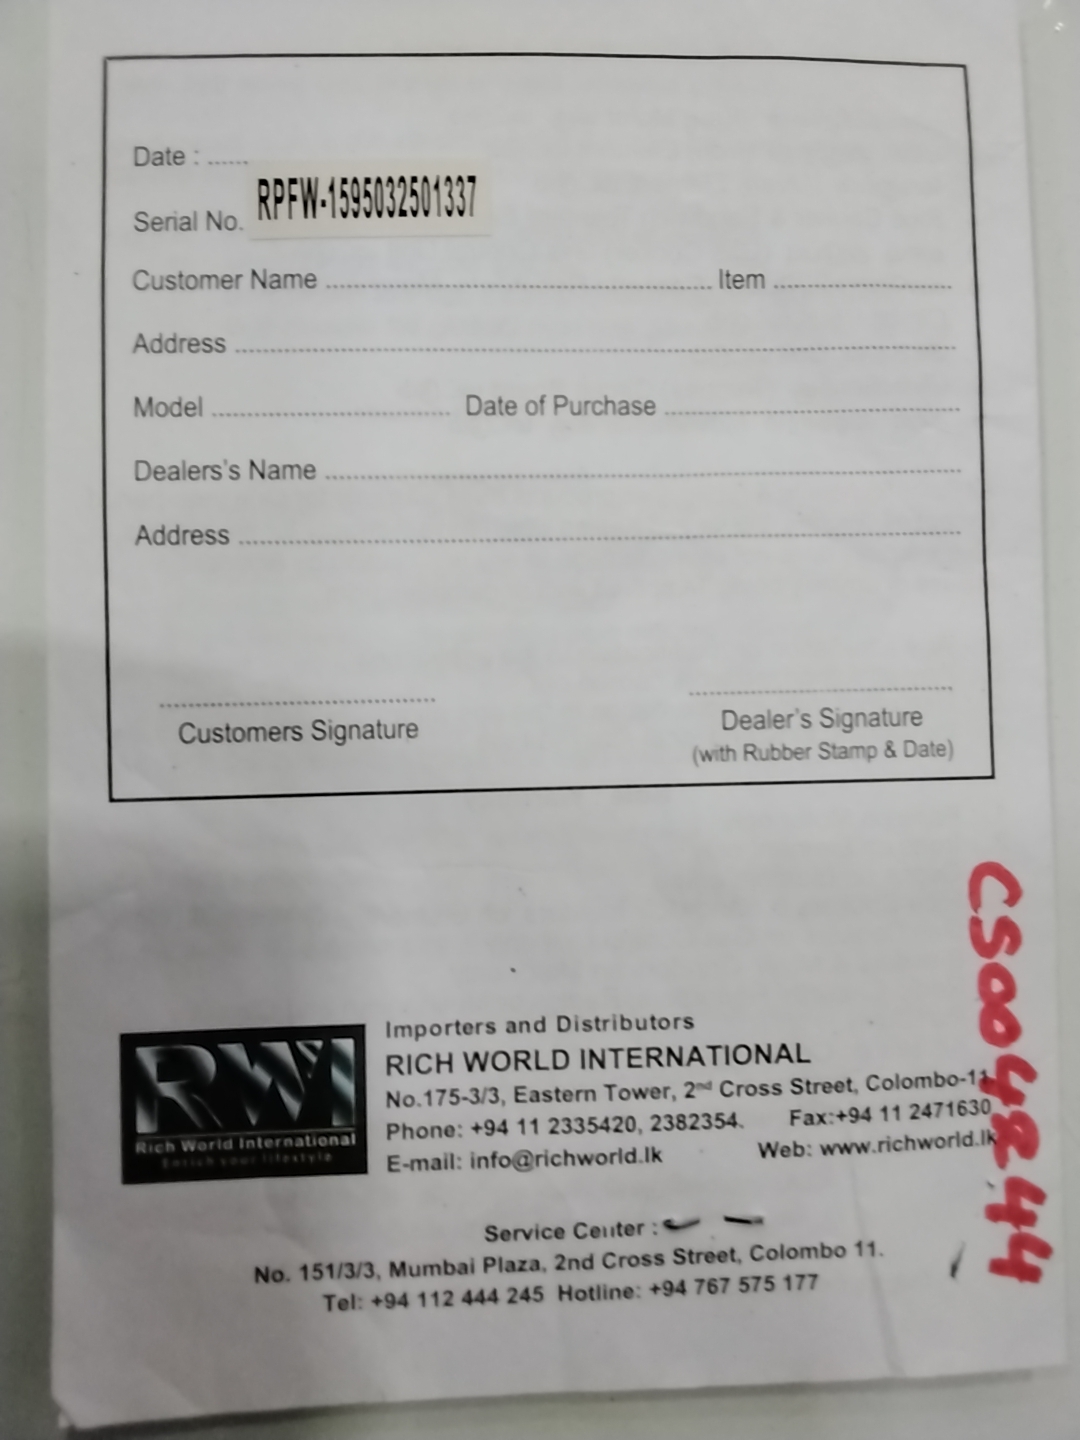 Date : ......
Serial No. RPFW-1595032501337
Customer Name ........................................ Item ........................
Address ........................................................................
Model .............................. Date of Purchase ..............................
Dealers's Name ................................................................
Address ........................................................................
........................................ ........................................
Customers Signature Dealer's Signature
(with Rubber Stamp & Date)
CS004244
RWI
Rich World International
Enrich your lifestyle
Importers and Distributors
RICH WORLD INTERNATIONAL
No.175-3/3, Eastern Tower, 2nd Cross Street, Colombo-11
Phone: +94 11 2335420, 2382354. Fax:+94 11 2471630
E-mail: info@richworld.lk Web: www.richworld.lk
Service Center :
No. 151/3/3, Mumbai Plaza, 2nd Cross Street, Colombo 11.
Tel: +94 112 444 245 Hotline: +94 767 575 177